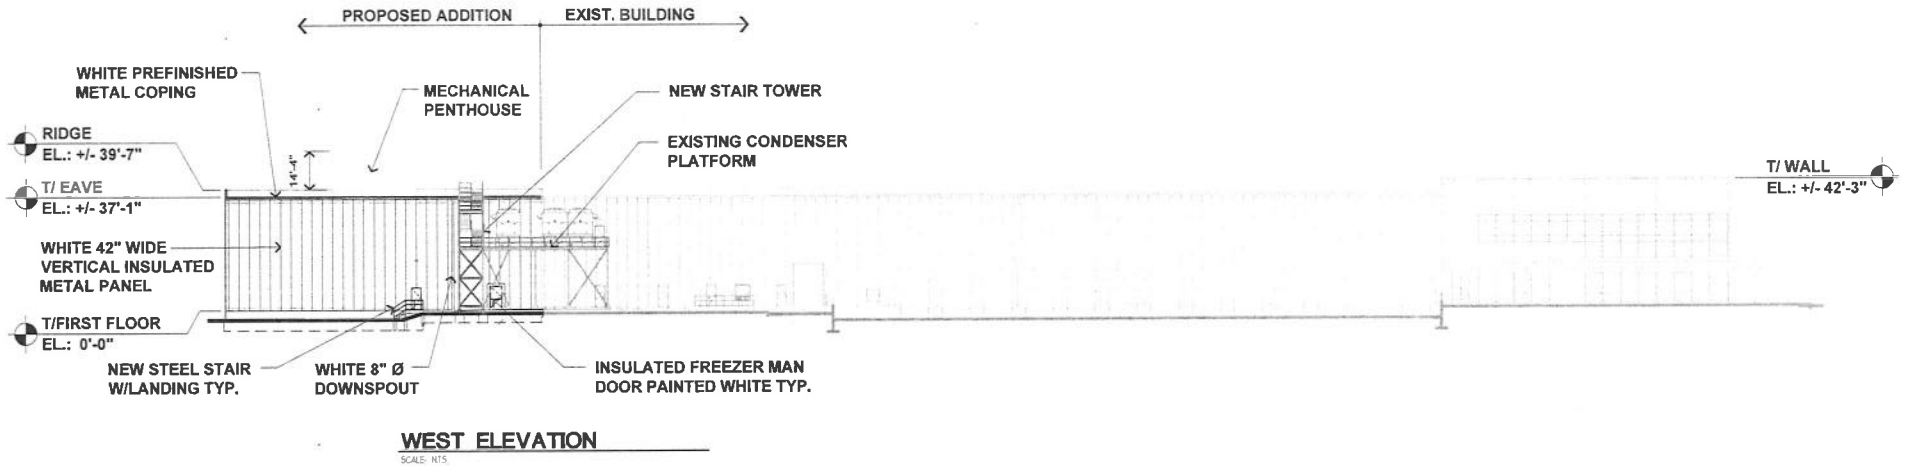 PROPOSED ADDITION
EXIST. BUILDING
WHITE PREFINISHED
METAL COPING
MECHANICAL
PENTHOUSE
NEW STAIR TOWER
RIDGE
EL.: +/- 39'-7"
14'-4"
EXISTING CONDENSER
PLATFORM
T/ WALL
EL.: +/- 42'-3"
T/ EAVE
EL.: +/- 37'-1"
WHITE 42" WIDE
VERTICAL INSULATED
METAL PANEL
T/FIRST FLOOR
EL.: 0'-0"
NEW STEEL STAIR
W/LANDING TYP.
WHITE 8" Ø
DOWNSPOUT
INSULATED FREEZER MAN
DOOR PAINTED WHITE TYP.
WEST ELEVATION
SCALE: NTS